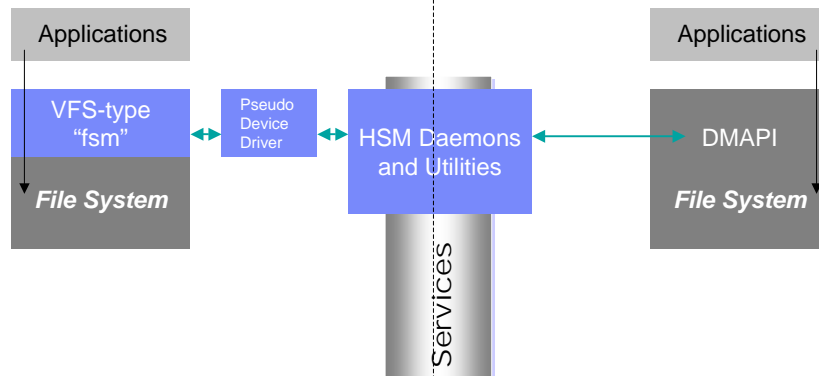 Applications
Applications
VFS-type
“fsm”
Pseudo
Device
Driver
HSM Daemons
and Utilities
DMAPI
File System
File System
Services